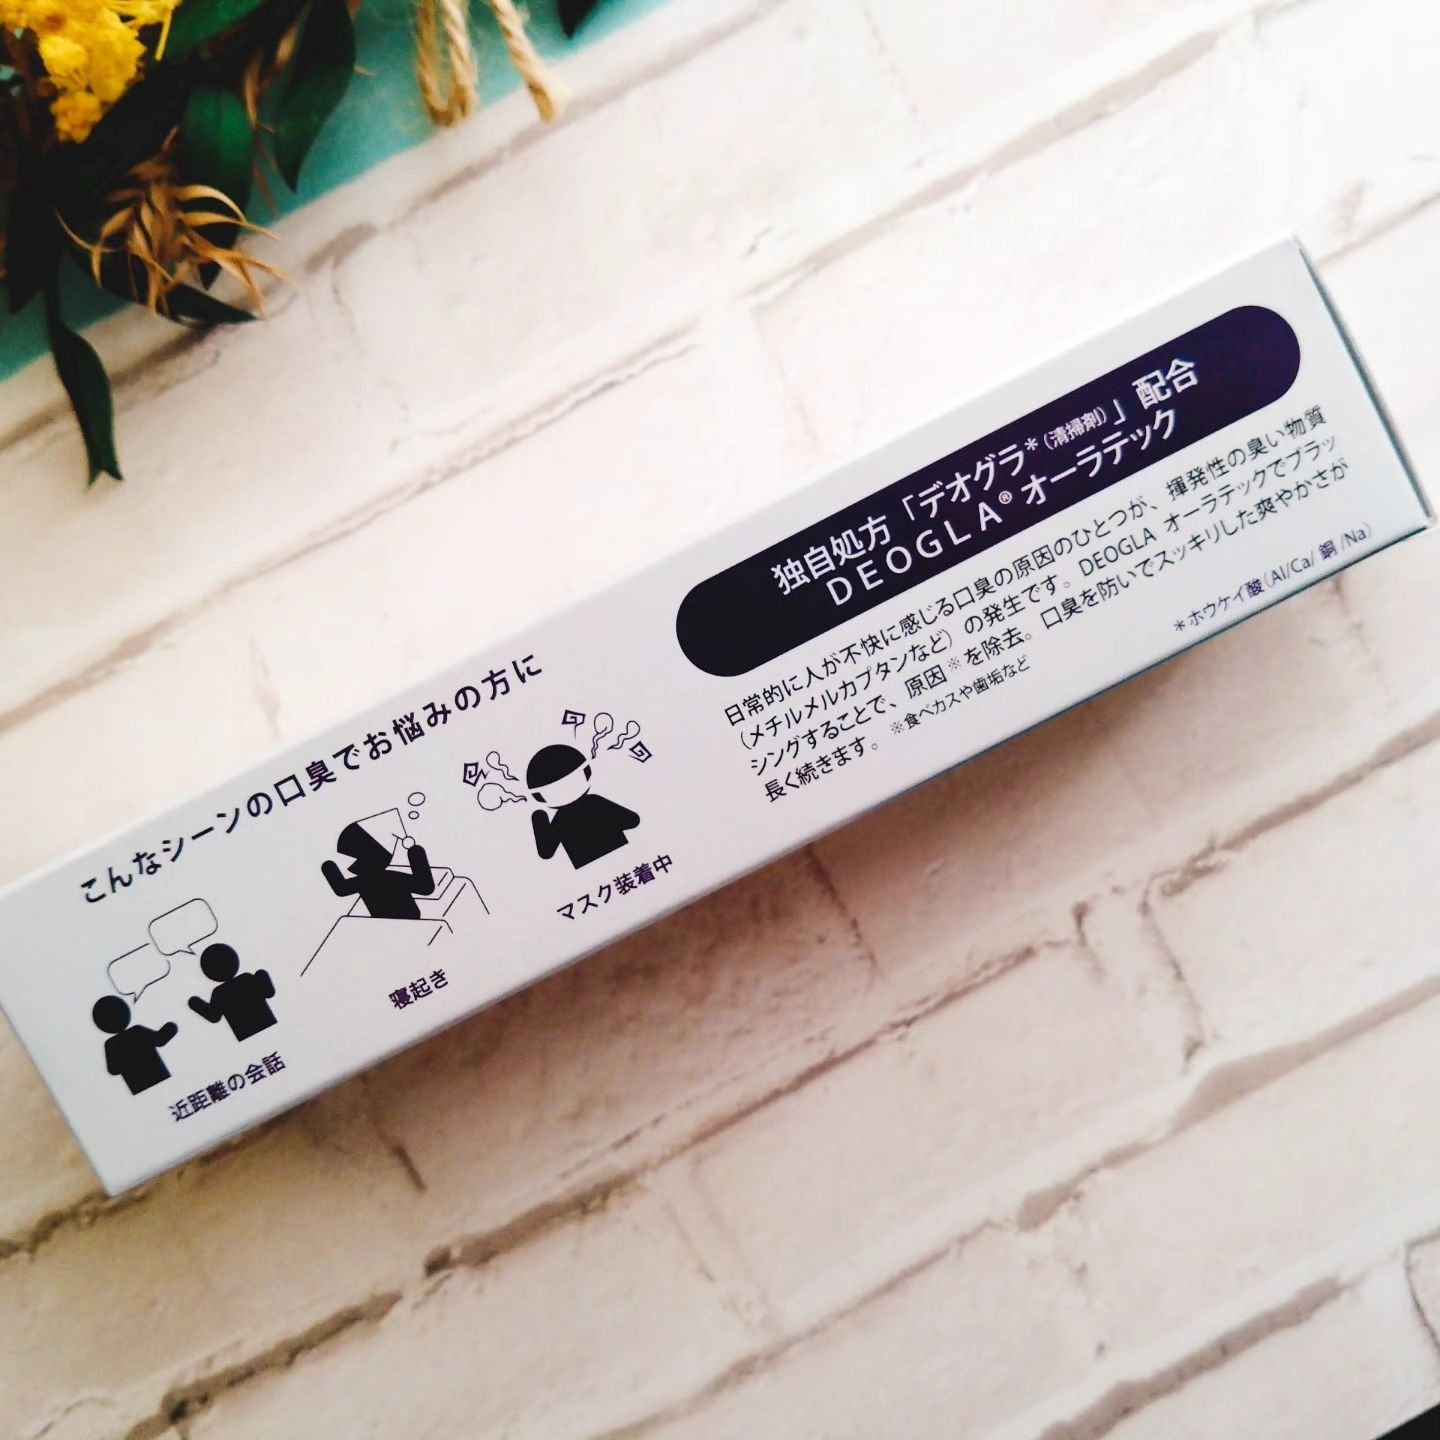 こんなシーンの口臭でお悩みの方に
近距離の会話
寝起き
マスク装着中
独自処方「デオグラ*(清掃剤)」配合
DEOGLA® オーラテック
日常的に人が不快に感じる口臭の原因のひとつが、揮発性の臭い物質
(メチルメルカプタンなど)の発生です。DEOGLA オーラテックでブラッ
シングすることで、原因※を除去。口臭を防いでスッキリした爽やかさが
長く続きます。 ※食べカスや歯垢など
*ホウケイ酸(Al/Ca/ 銅 /Na)